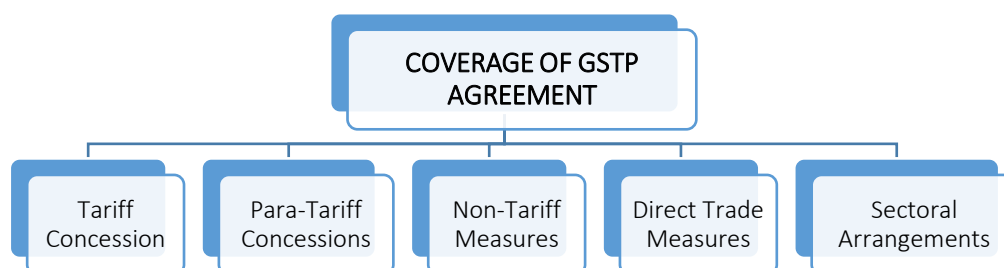 COVERAGE OF GSTP
AGREEMENT
Tariff
Concession
Para-Tariff
Concessions
Non-Tariff
Measures
Direct Trade
Measures
Sectoral
Arrangements